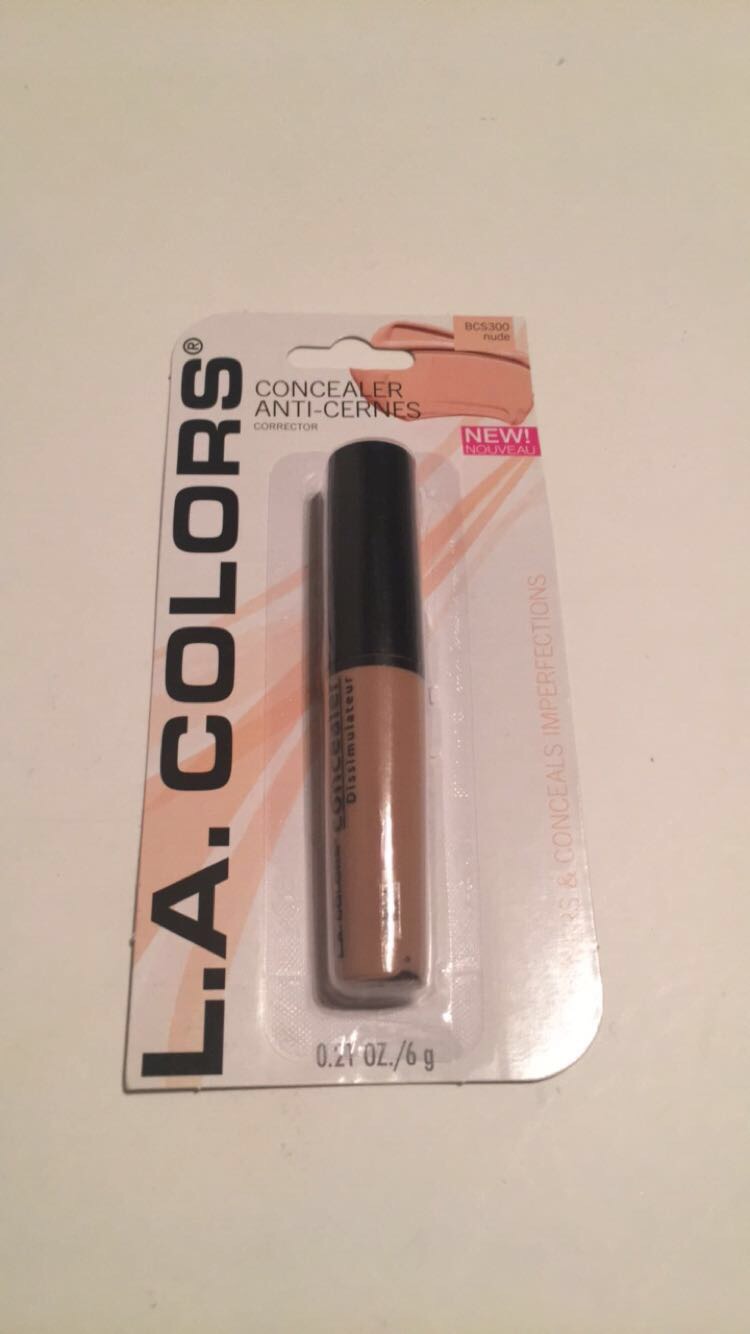 L.A. COLORS®
BCS300
nude
CONCEALER
ANTI-CERNES
CORRECTOR
NEW!
NOUVEAU
concealer
Dissimulateur
& CONCEALS IMPERFECTIONS
0.21 OZ./6 g